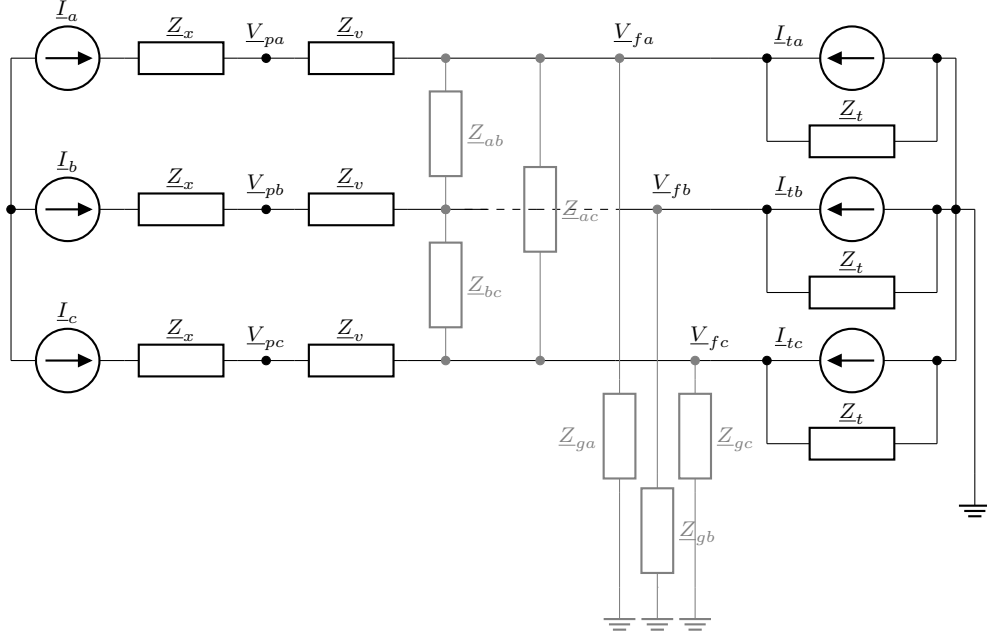 I_a
Z_x
V_pa
Z_v
V_fa
I_ta
Z_t
Z_ab
I_b
Z_x
V_pb
Z_v
Z_ac
V_fb
I_tb
Z_t
Z_bc
I_c
Z_x
V_pc
Z_v
V_fc
I_tc
Z_t
Z_ga
Z_gc
Z_gb